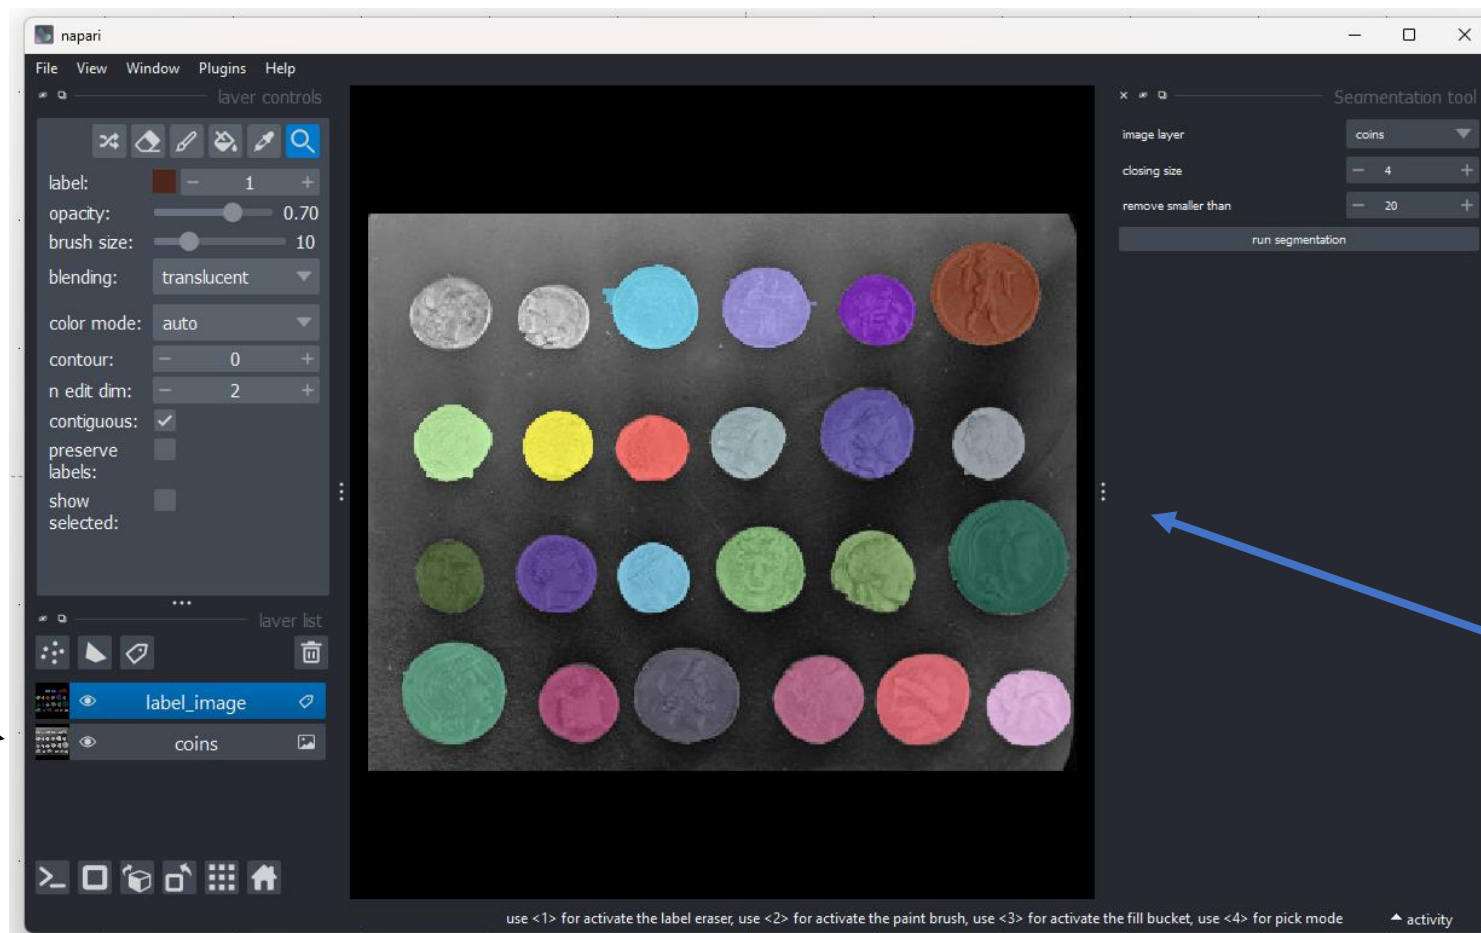 napari
File View Window Plugins Help
layer controls
label: 1
opacity: 0.70
brush size: 10
blending: translucent
color mode: auto
contour: 0
n edit dim: 2
contiguous:
preserve
labels:
show
selected:
layer list
label_image
coins
Segmentation tool
image layer coins
closing size 4
remove smaller than 20
run segmentation
use <1> for activate the label eraser, use <2> for activate the paint brush, use <3> for activate the fill bucket, use <4> for pick mode
activity